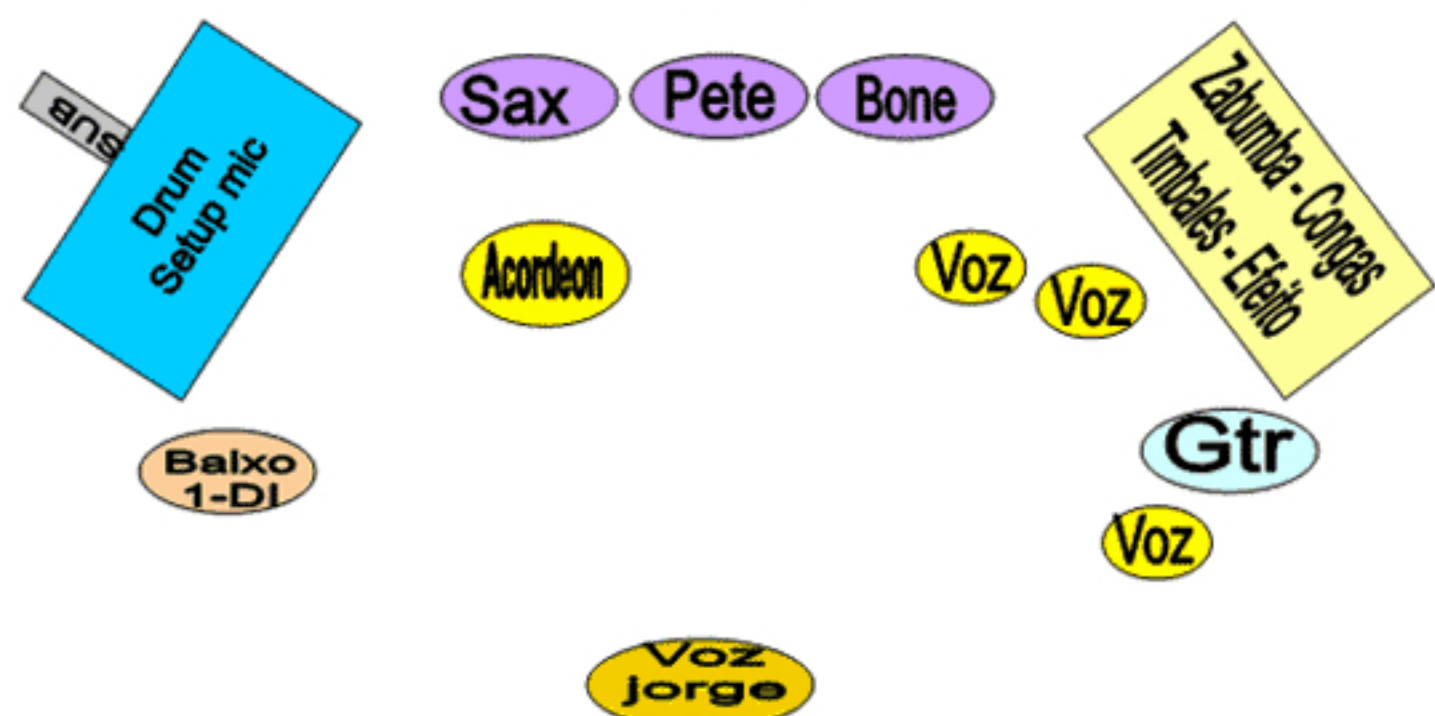 SUB
Drum
Setup mic
Sax
Pete
Bone
Zabumba - Congas
Timbales - Efeito
Acordeon
Voz
Voz
Baixo
1-DI
Gtr
Voz
Voz
jorge